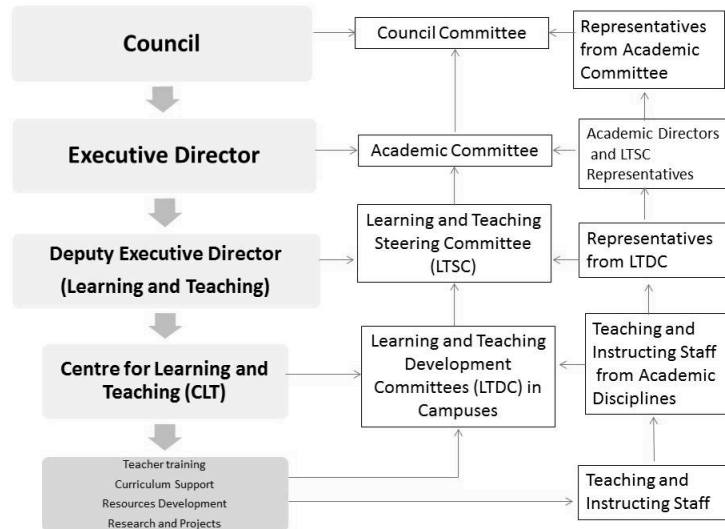 Council
Council Committee
Representatives
from Academic
Committee
Executive Director
Academic Committee
Academic Directors
and LTSC
Representatives
Deputy Executive Director
(Learning and Teaching)
Learning and Teaching
Steering Committee
(LTSC)
Representatives
from LTDC
Centre for Learning and
Teaching (CLT)
Learning and Teaching
Development
Committees (LTDC) in
Campuses
Teaching and
Instructing Staff
from Academic
Disciplines
Teacher training
Curriculum Support
Resources Development
Research and Projects
Teaching and
Instructing Staff